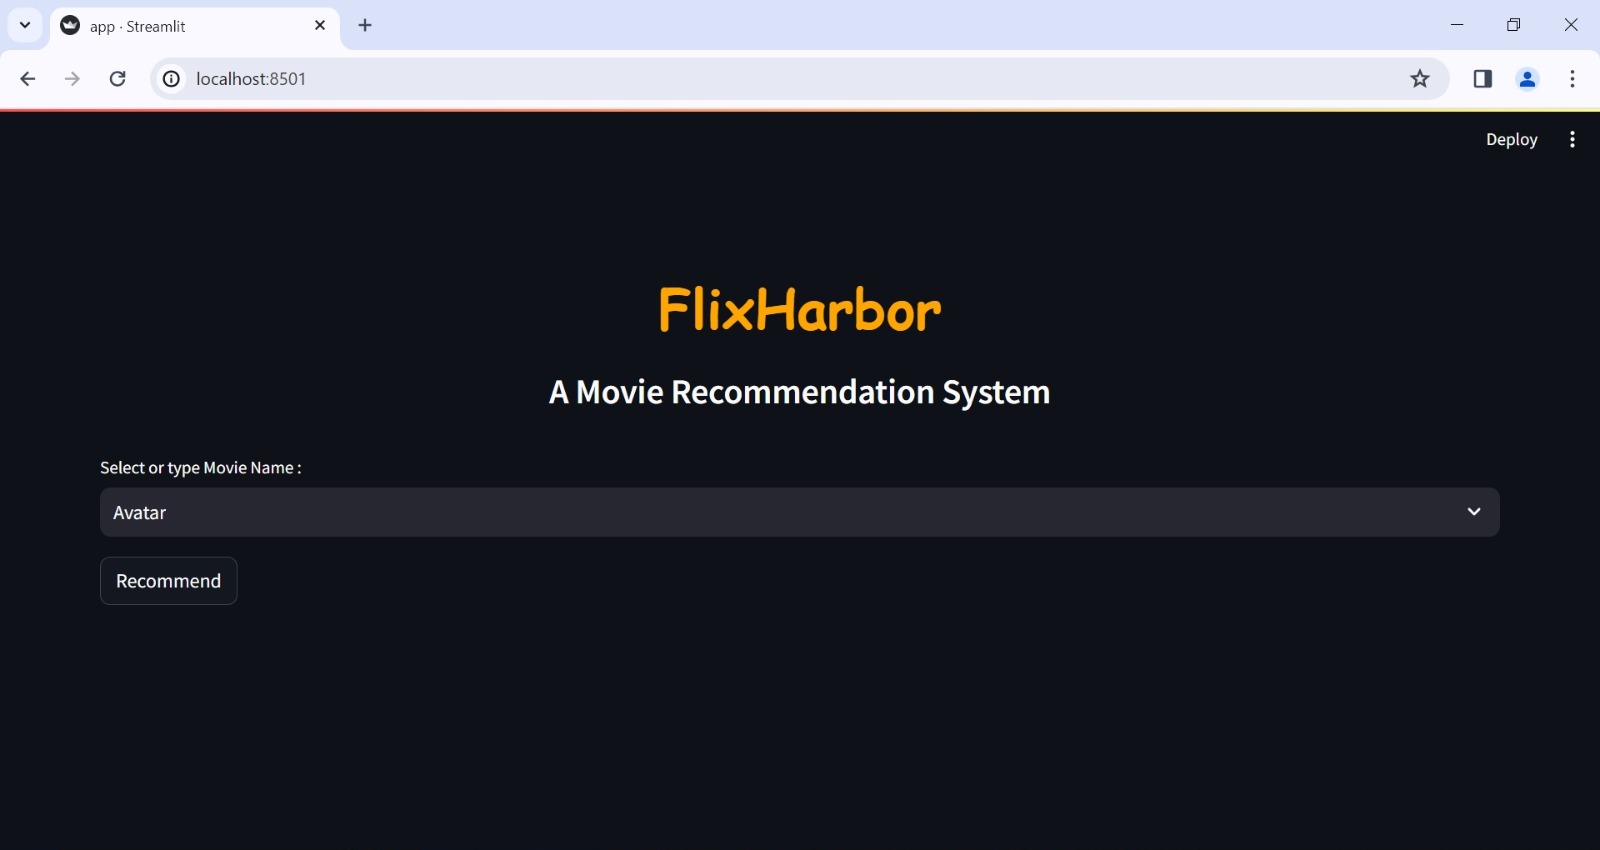 app · Streamlit
localhost:8501
Deploy
FlixHarbor
A Movie Recommendation System
Select or type Movie Name :
Avatar
Recommend